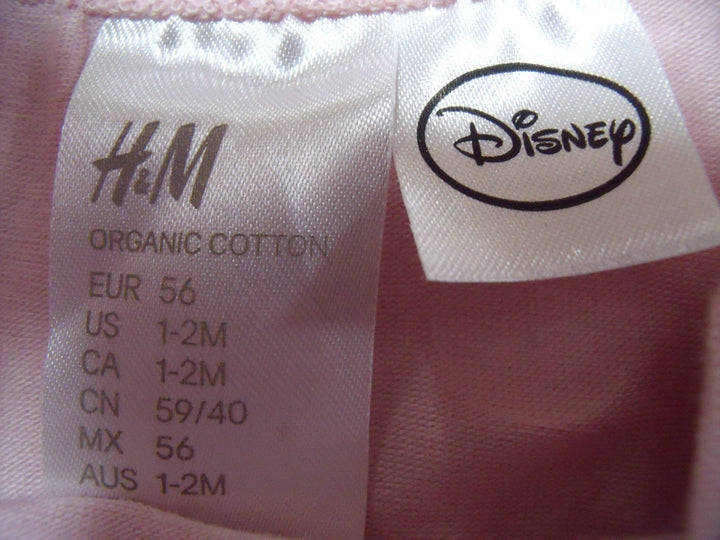 H&M
ORGANIC COTTON
EUR 56
US 1-2M
CA 1-2M
CN 59/40
MX 56
AUS 1-2M
Disney